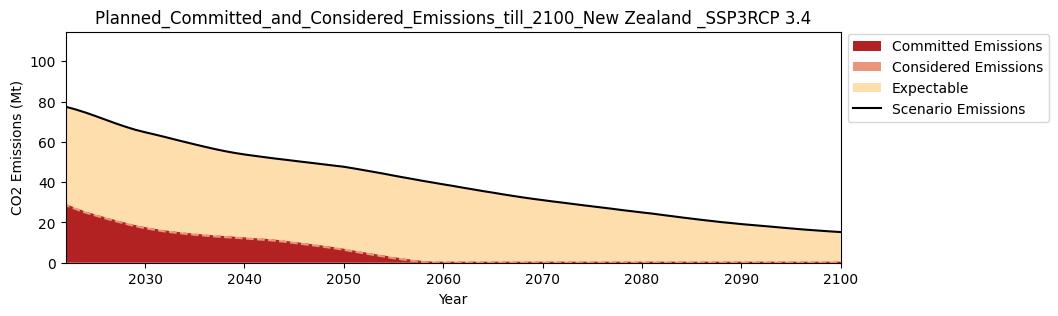 Planned_Committed_and_Considered_Emissions_till_2100_New Zealand _SSP3RCP 3.4
Committed Emissions
Considered Emissions
Expectable
Scenario Emissions
CO2 Emissions (Mt)
100
80
60
40
20
0
2030 2040 2050 2060 2070 2080 2090 2100
Year